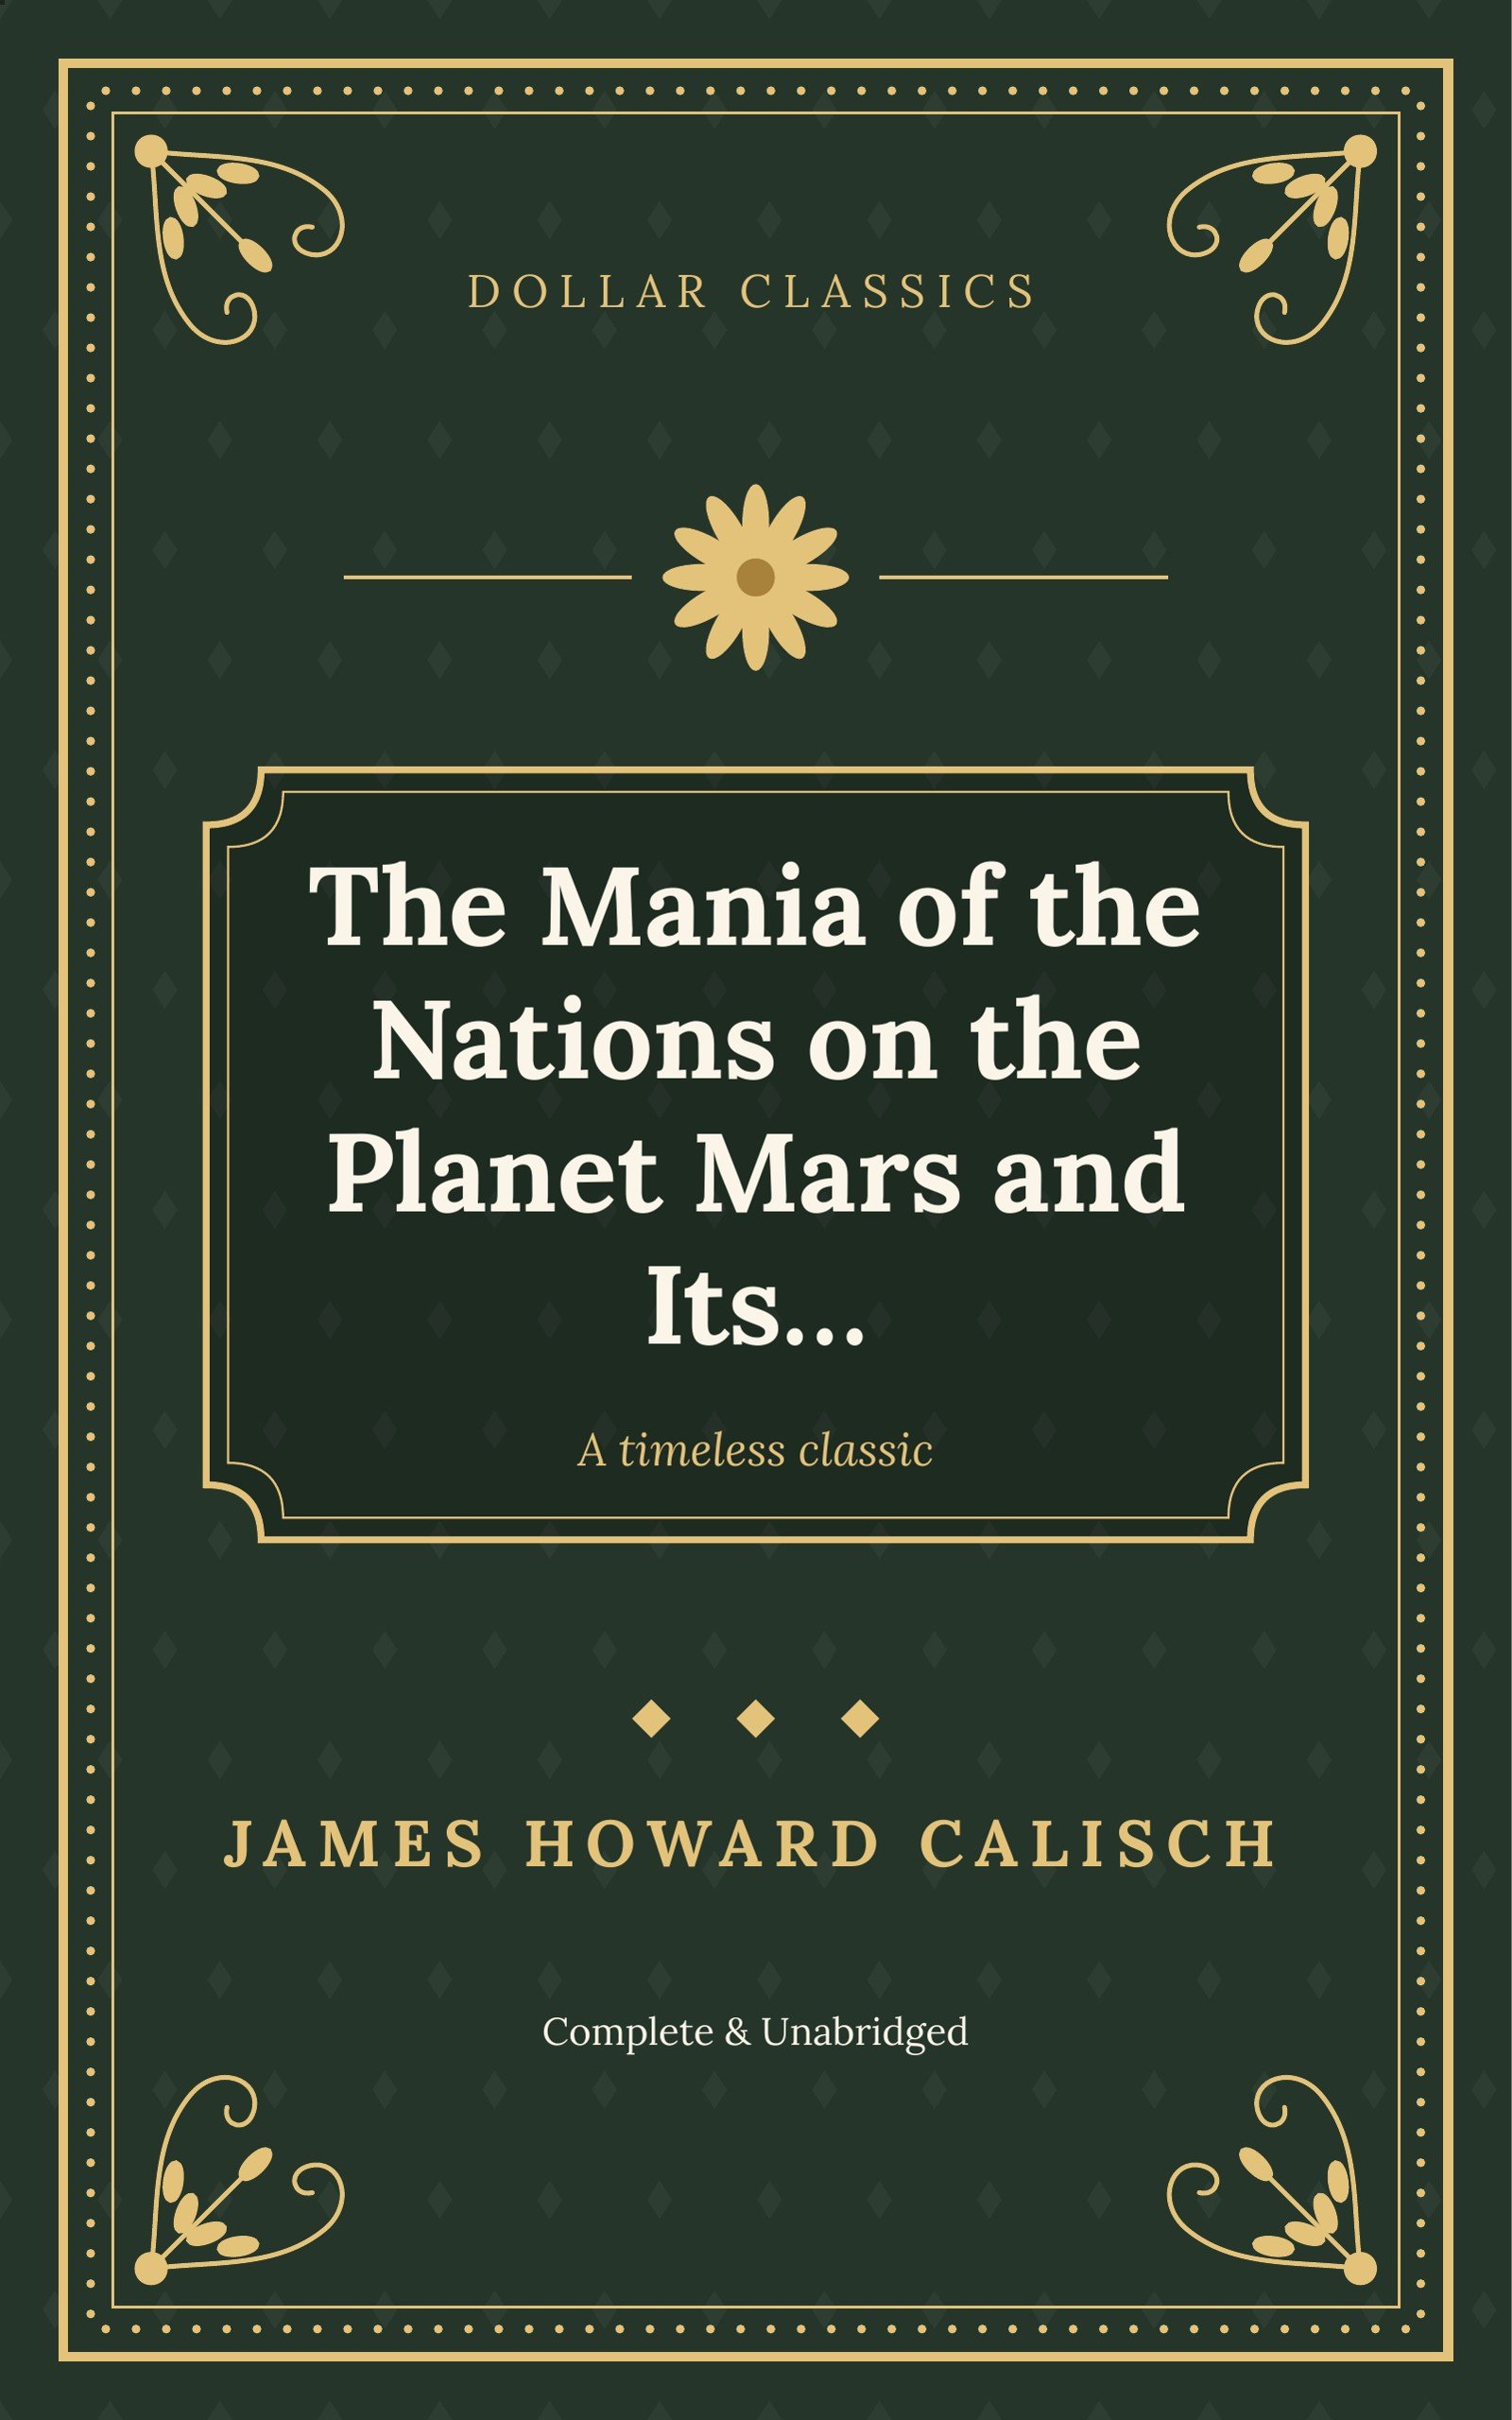 DOLLAR CLASSICS
The Mania of the
Nations on the
Planet Mars and
Its...
A timeless classic
JAMES HOWARD CALISCH
Complete & Unabridged